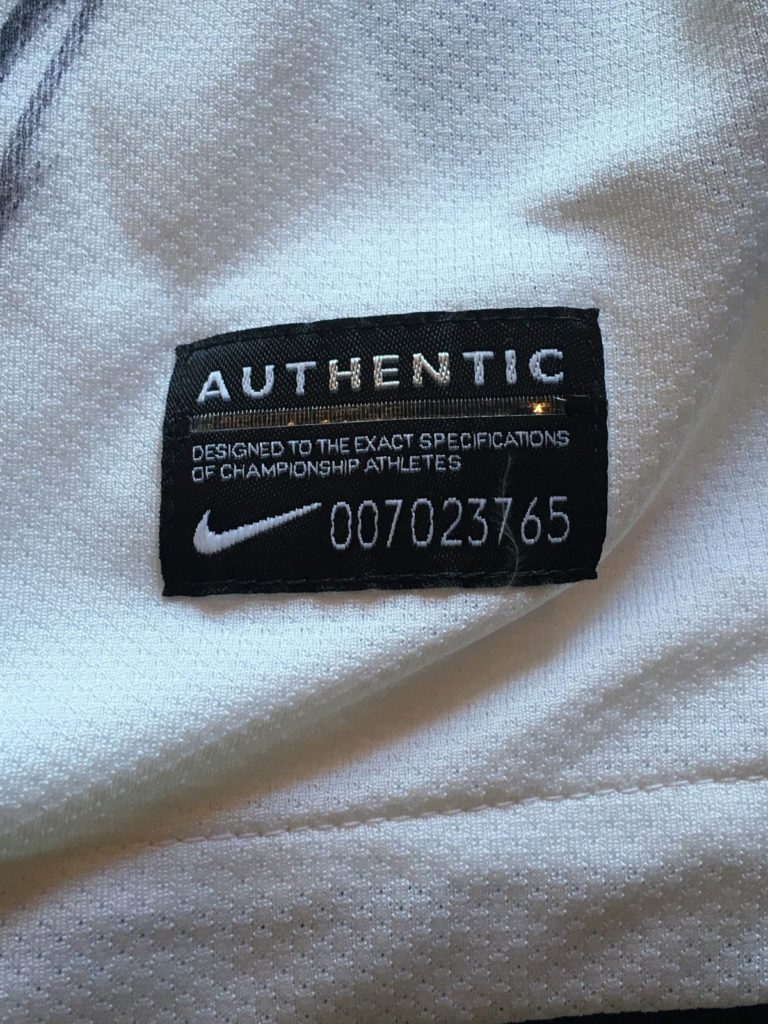 AUTHENTIC
DESIGNED TO THE EXACT SPECIFICATIONS
OF CHAMPIONSHIP ATHLETES
007023765